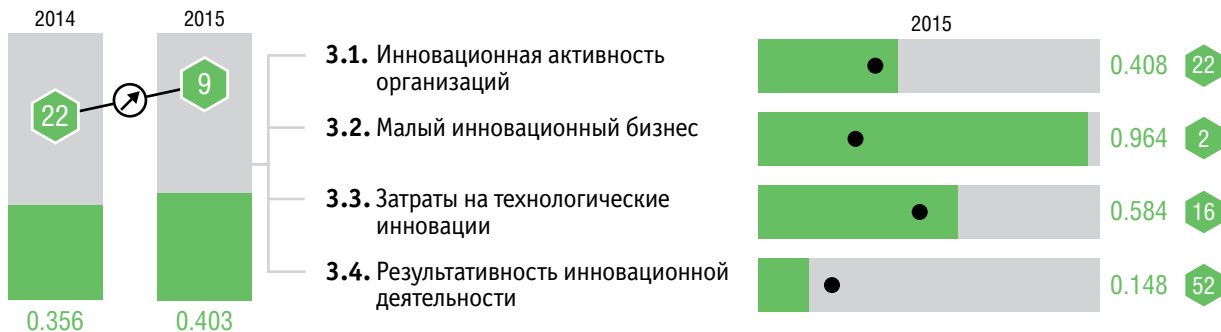 2014
2015
22
9
0.356
0.403
3.1. Инновационная активность
организаций
3.2. Малый инновационный бизнес
3.3. Затраты на технологические
инновации
3.4. Результативность инновационной
деятельности
2015
0.408 22
0.964 2
0.584 16
0.148 52